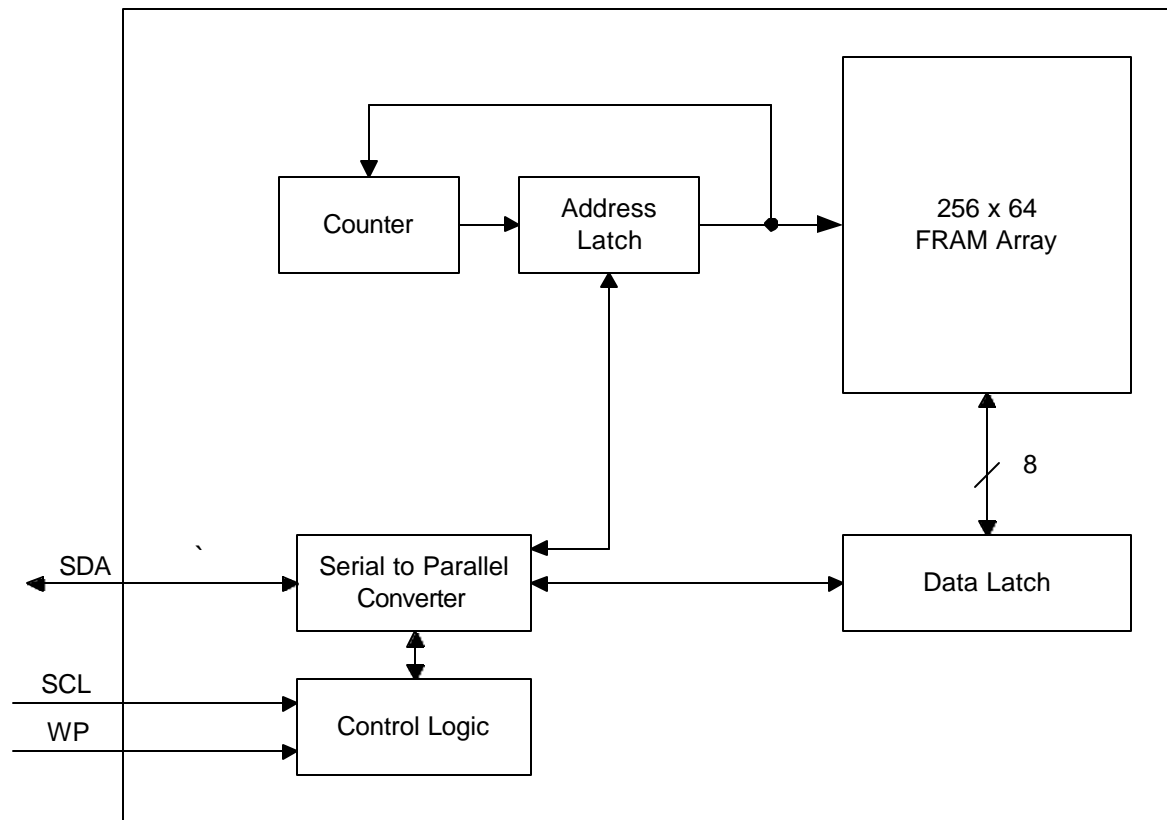 Counter
Address
Latch
256 x 64
FRAM Array
8
SDA
`
Serial to Parallel
Converter
Data Latch
SCL
WP
Control Logic